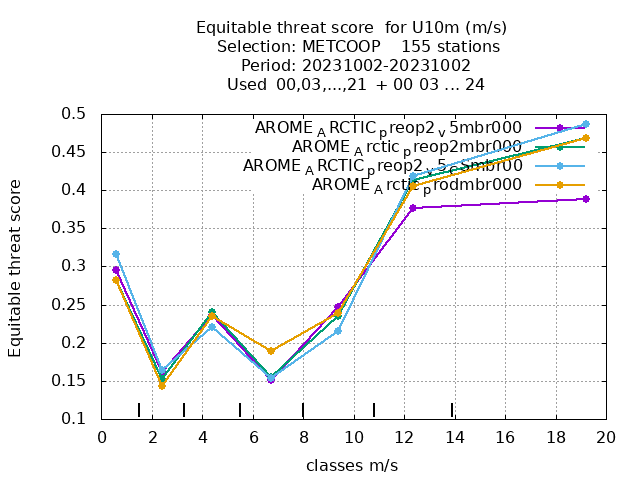 Equitable threat score for U10m (m/s)
Selection: METCOOP 155 stations
Period: 20231002-20231002
Used 00,03,...,21 + 00 03 ... 24
AROME_ARCTIC_preop2_v5mbr000
AROME_Arctic_preop2mbr000
AROME_ARCTIC_preop2_v5_c_5mbr000
AROME_Arctic_prodmbr000
Equitable threat score
0.5
0.45
0.4
0.35
0.3
0.25
0.2
0.15
0.1
0 2 4 6 8 10 12 14 16 18 20
classes m/s